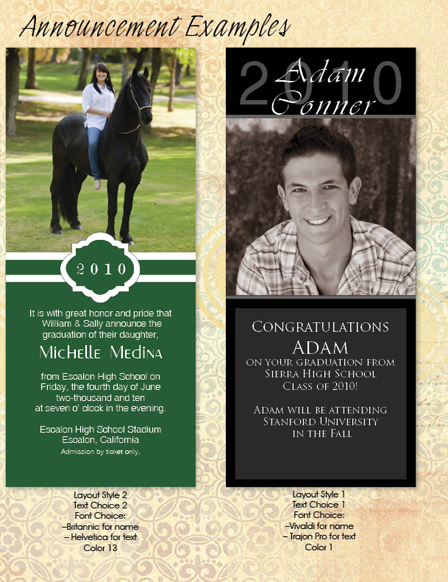 Announcement Examples
2010
It is with great honor and pride that
William & Sally announce the
graduation of their daughter,
Michelle Medina
from Esoalon High School on
Friday, the fourth day of June
two-thousand and ten
at seven o' clock in the evening.
Esoalon High School Stadium
Esoalon, California
Admission by ticket only.
Layout Style 2
Text Choice 2
Font Choice:
–Britannic for name
– Helvetica for text
Color 13
2010
Adam
Conner
Congratulations
Adam
on your graduation from
Sierra High School
Class of 2010!
Adam will be attending
Stanford University
in the Fall
Layout Style 1
Text Choice 1
Font Choice:
–Vivaldi for name
– Trajon Pro for text
Color 1